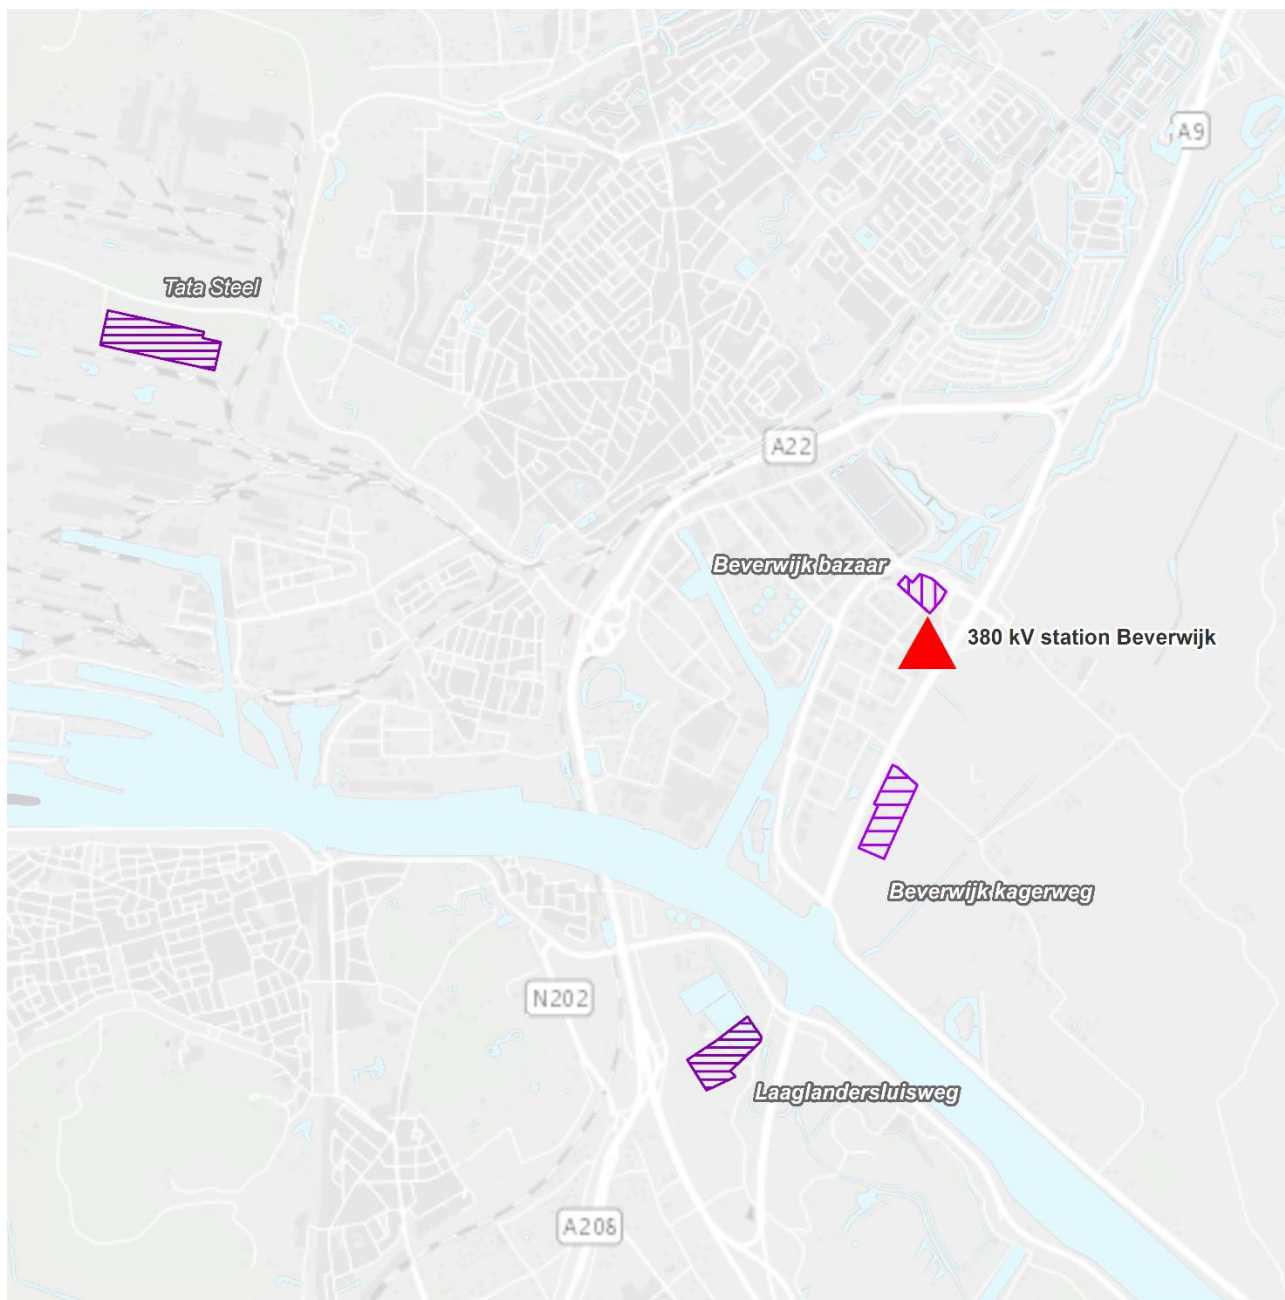 A9
Tata Steel
A22
Beverwijk bazaar
380 kV station Beverwijk
Beverwijk kagerweg
N202
Laaglandersluisweg
A208